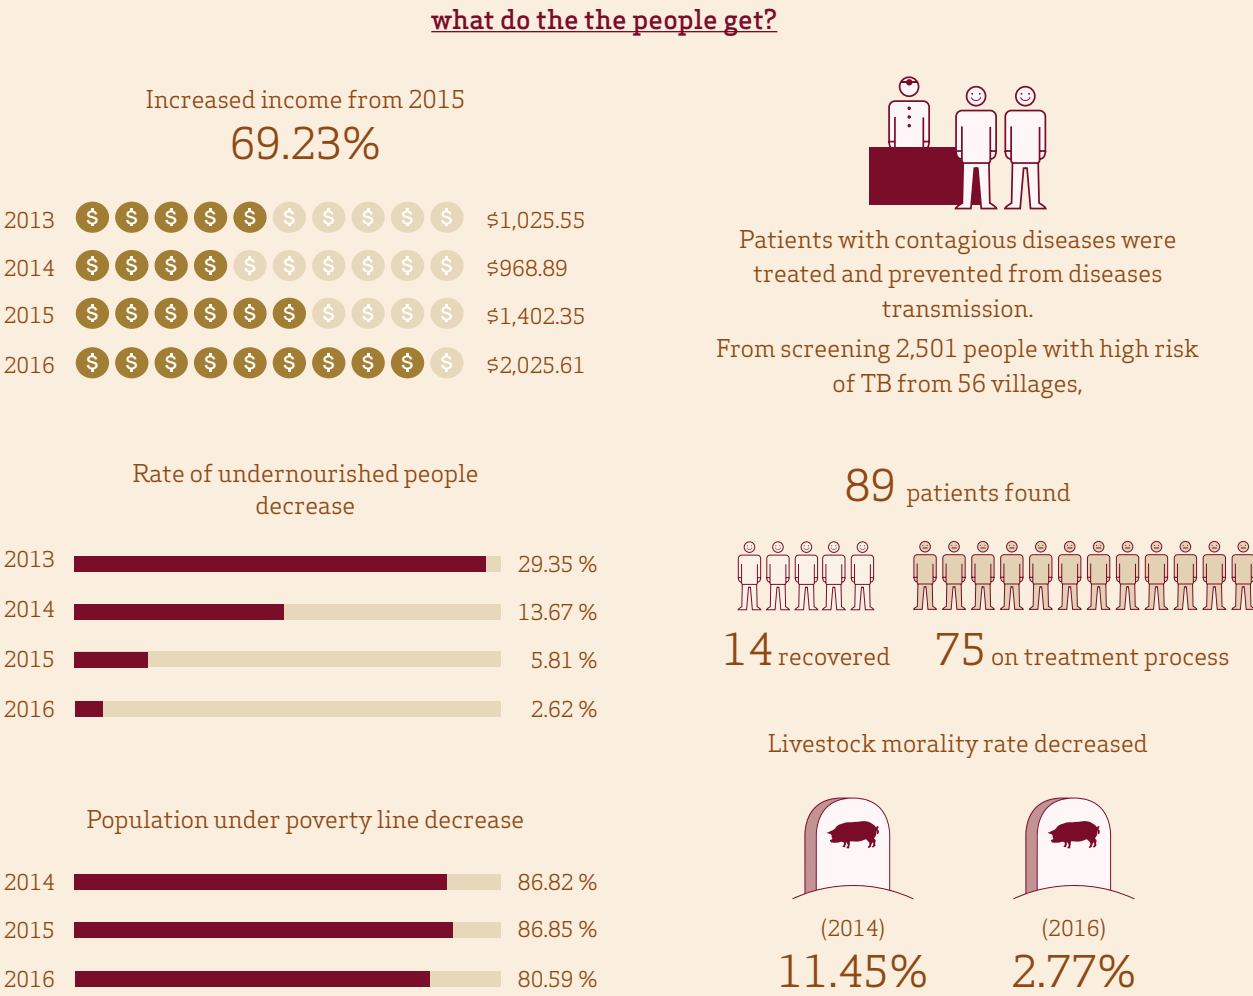 what do the the people get?
Increased income from 2015
69.23%
2013 $1,025.55
2014 $968.89
2015 $1,402.35
2016 $2,025.61
Rate of undernourished people
decrease
2013 29.35 %
2014 13.67 %
2015 5.81 %
2016 2.62 %
Population under poverty line decrease
2014 86.82 %
2015 86.85 %
2016 80.59 %
Patients with contagious diseases were
treated and prevented from diseases
transmission.
From screening 2,501 people with high risk
of TB from 56 villages,
89 patients found
14 recovered 75 on treatment process
Livestock morality rate decreased
(2014) (2016)
11.45% 2.77%